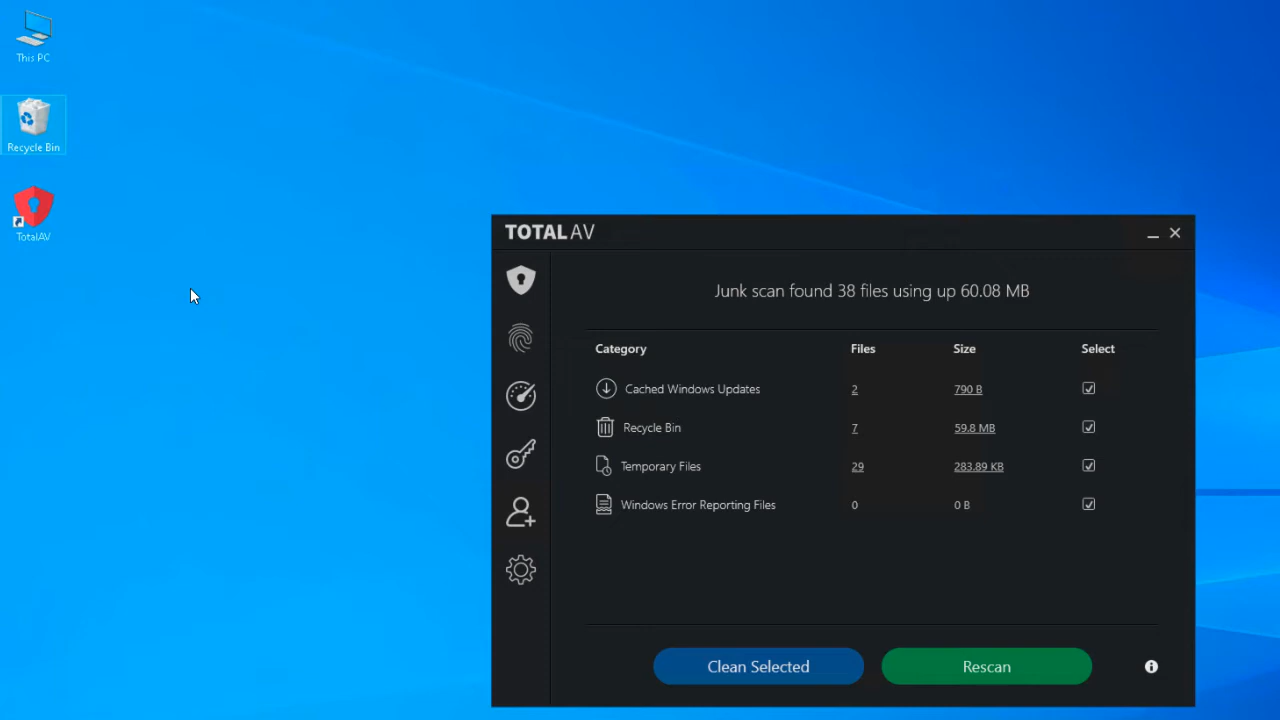 This PC
Recycle Bin
TotalAV
TOTALAV
Junk scan found 38 files using up 60.08 MB
Category Files Size Select
Cached Windows Updates 2 790 B
Recycle Bin 7 59.8 MB
Temporary Files 29 283.89 KB
Windows Error Reporting Files 0 0 B
Clean Selected Rescan